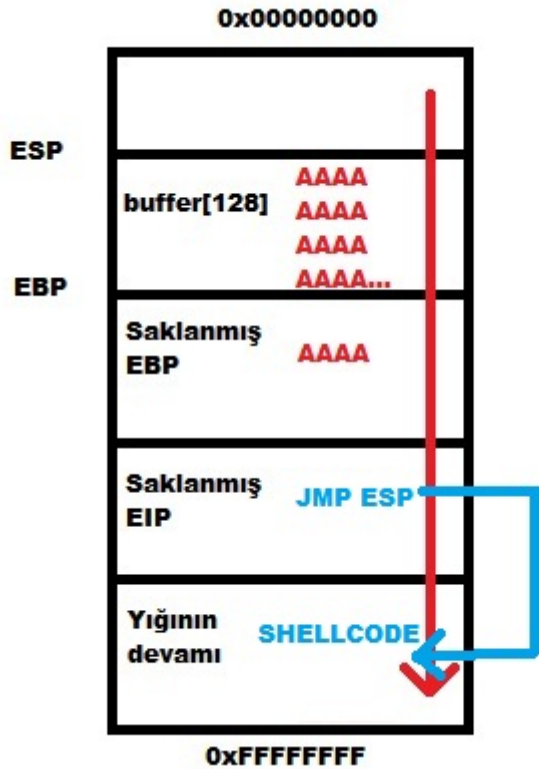 0x00000000
ESP
buffer[128]
AAAA
AAAA
AAAA
AAAA...
EBP
Saklanmış
EBP
AAAA
Saklanmış
EIP
JMP ESP
Yığının
devamı
SHELLCODE
0xFFFFFFFF